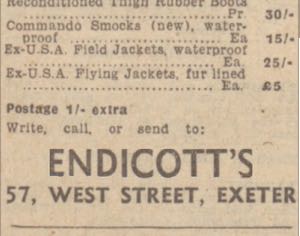 Reconditioned Thigh Rubber Boots
........................ Pr. 30/-
Commando Smocks (new), water-
proof .................. Ea 15/-
Ex-U.S.A. Field Jackets, waterproof
........................ Ea. 25/-
Ex-U.S.A. Flying Jackets, fur lined
........................ Ea. £5
Postage 1/- extra
Write, call, or send to:
ENDICOTT'S
57, WEST STREET, EXETER